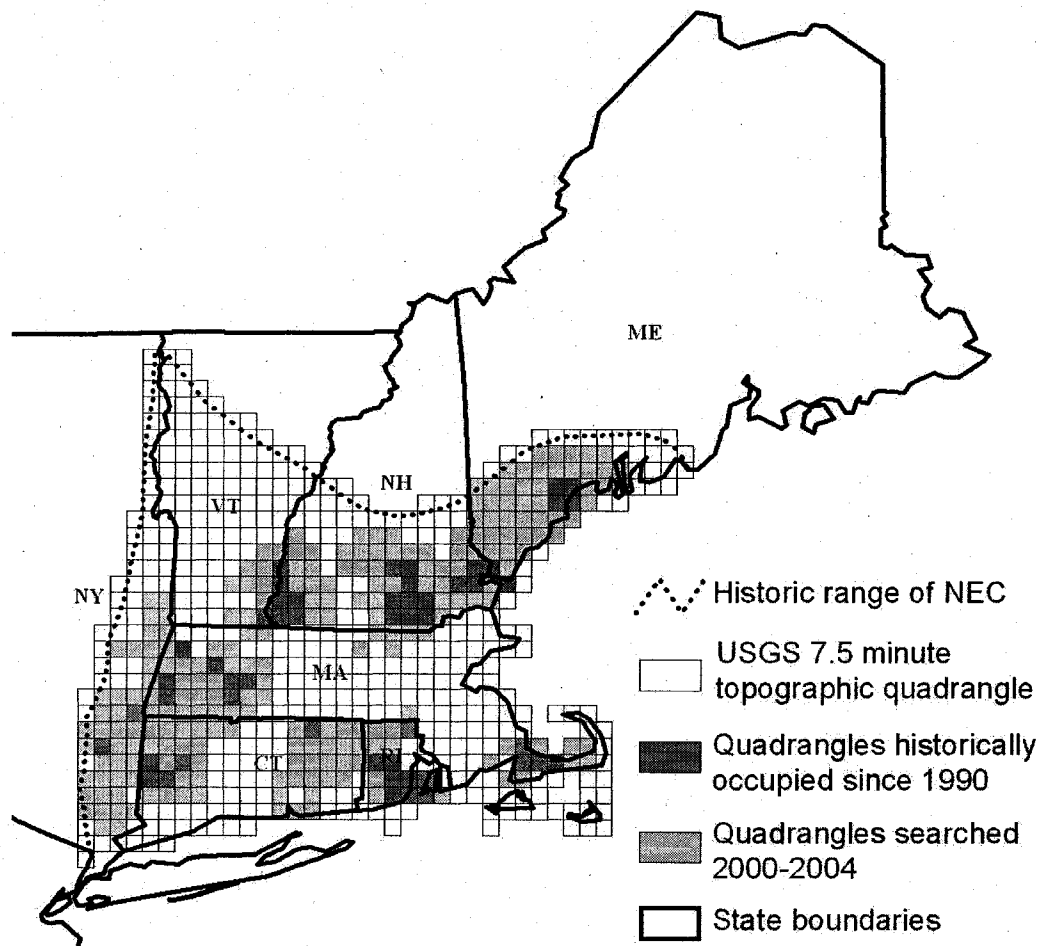 ME
NH
VT
NY
MA
CT
RI
Historic range of NEC
USGS 7.5 minute
topographic quadrangle
Quadrangles historically
occupied since 1990
Quadrangles searched
2000-2004
State boundaries